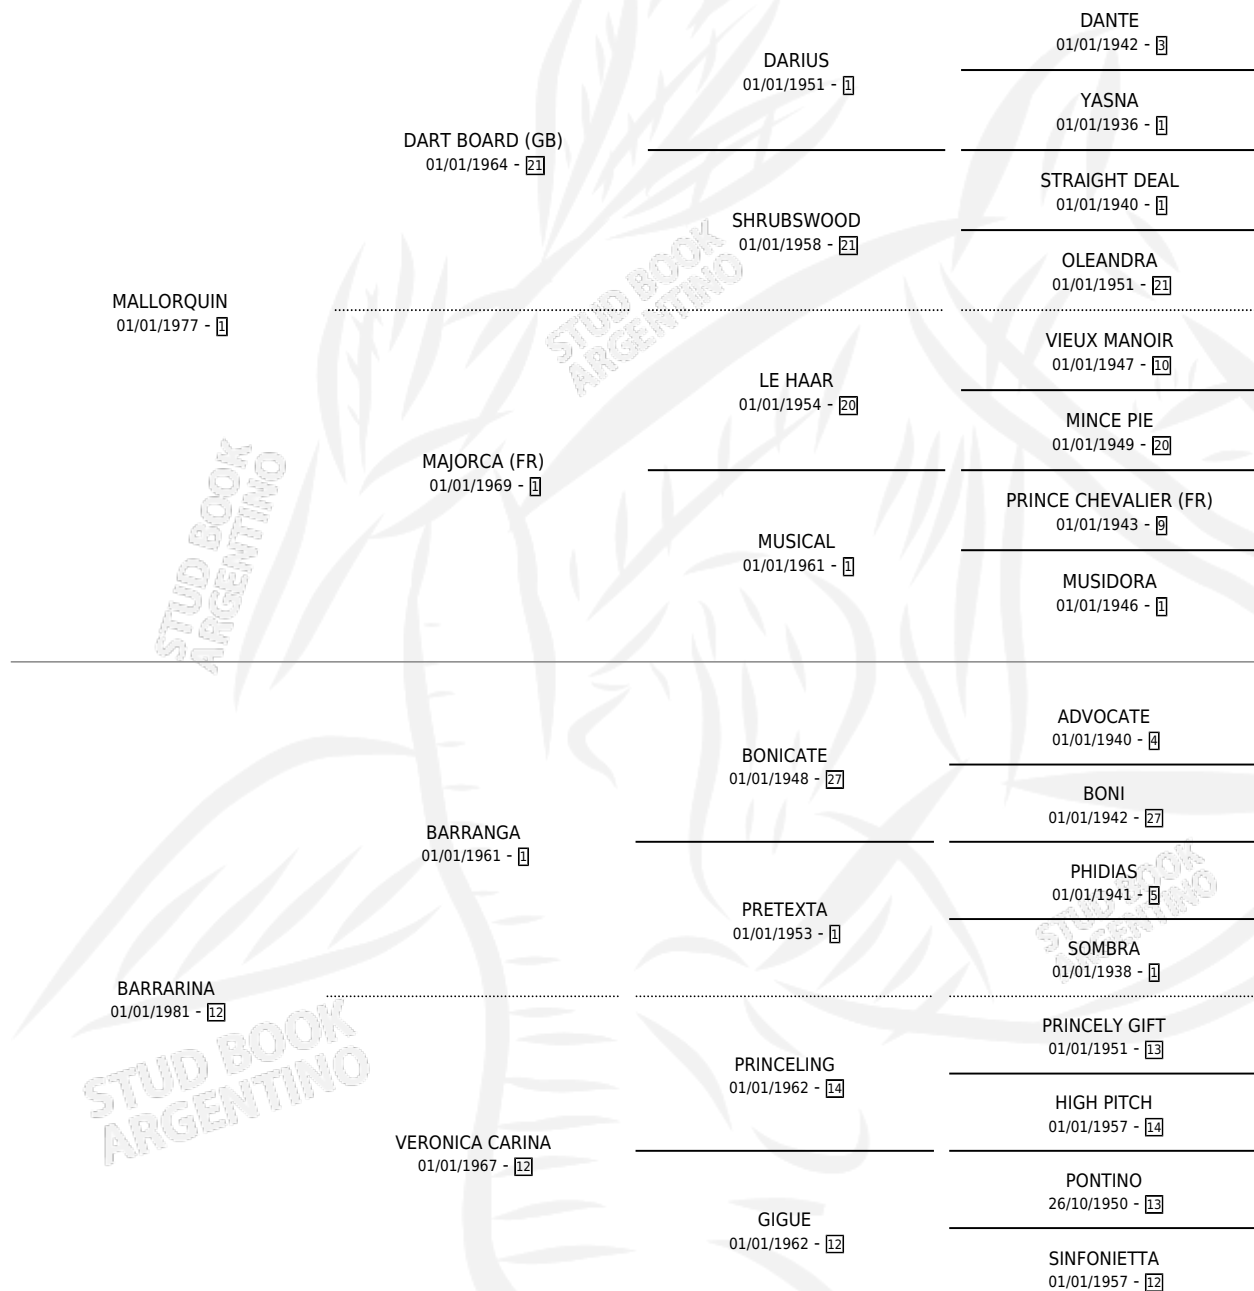 DANTE
01/01/1942 - 3
DARIUS
01/01/1951 - 1
YASNA
01/01/1936 - 1
DART BOARD (GB)
01/01/1964 - 21
STRAIGHT DEAL
01/01/1940 - 1
SHRUBSWOOD
01/01/1958 - 21
OLEANDRA
01/01/1951 - 21
MALLORQUIN
01/01/1977 - 1
VIEUX MANOIR
01/01/1947 - 10
LE HAAR
01/01/1954 - 20
MINCE PIE
01/01/1949 - 20
MAJORCA (FR)
01/01/1969 - 1
PRINCE CHEVALIER (FR)
01/01/1943 - 9
MUSICAL
01/01/1961 - 1
MUSIDORA
01/01/1946 - 1
ADVOCATE
01/01/1940 - 4
BONICATE
01/01/1948 - 27
BONI
01/01/1942 - 27
BARRANGA
01/01/1961 - 1
PHIDIAS
01/01/1941 - 5
PRETEXTA
01/01/1953 - 1
SOMBRA
01/01/1938 - 1
BARRARINA
01/01/1981 - 12
PRINCELY GIFT
01/01/1951 - 13
PRINCELING
01/01/1962 - 14
HIGH PITCH
01/01/1957 - 14
VERONICA CARINA
01/01/1967 - 12
PONTINO
26/10/1950 - 13
GIGUE
01/01/1962 - 12
SINFONIETTA
01/01/1957 - 12
STUD BOOK
ARGENTINO
STUD BOOK
ARGENTINO
STUD BOOK
ARGENTINO
STUD BOOK
ARGENTINO